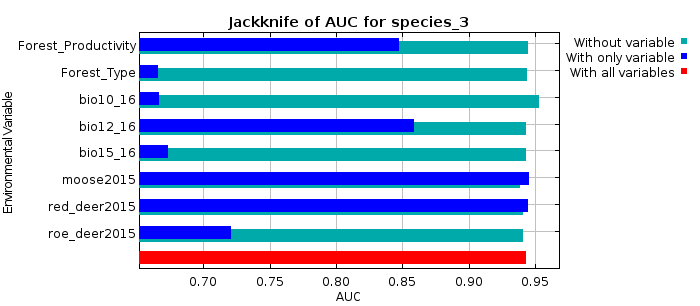 Jackknife of AUC for species_3
Environmental Variable
Forest_Productivity
Forest_Type
bio10_16
bio12_16
bio15_16
moose2015
red_deer2015
roe_deer2015
0.70 0.75 0.80 0.85 0.90 0.95
AUC
Without variable
With only variable
With all variables